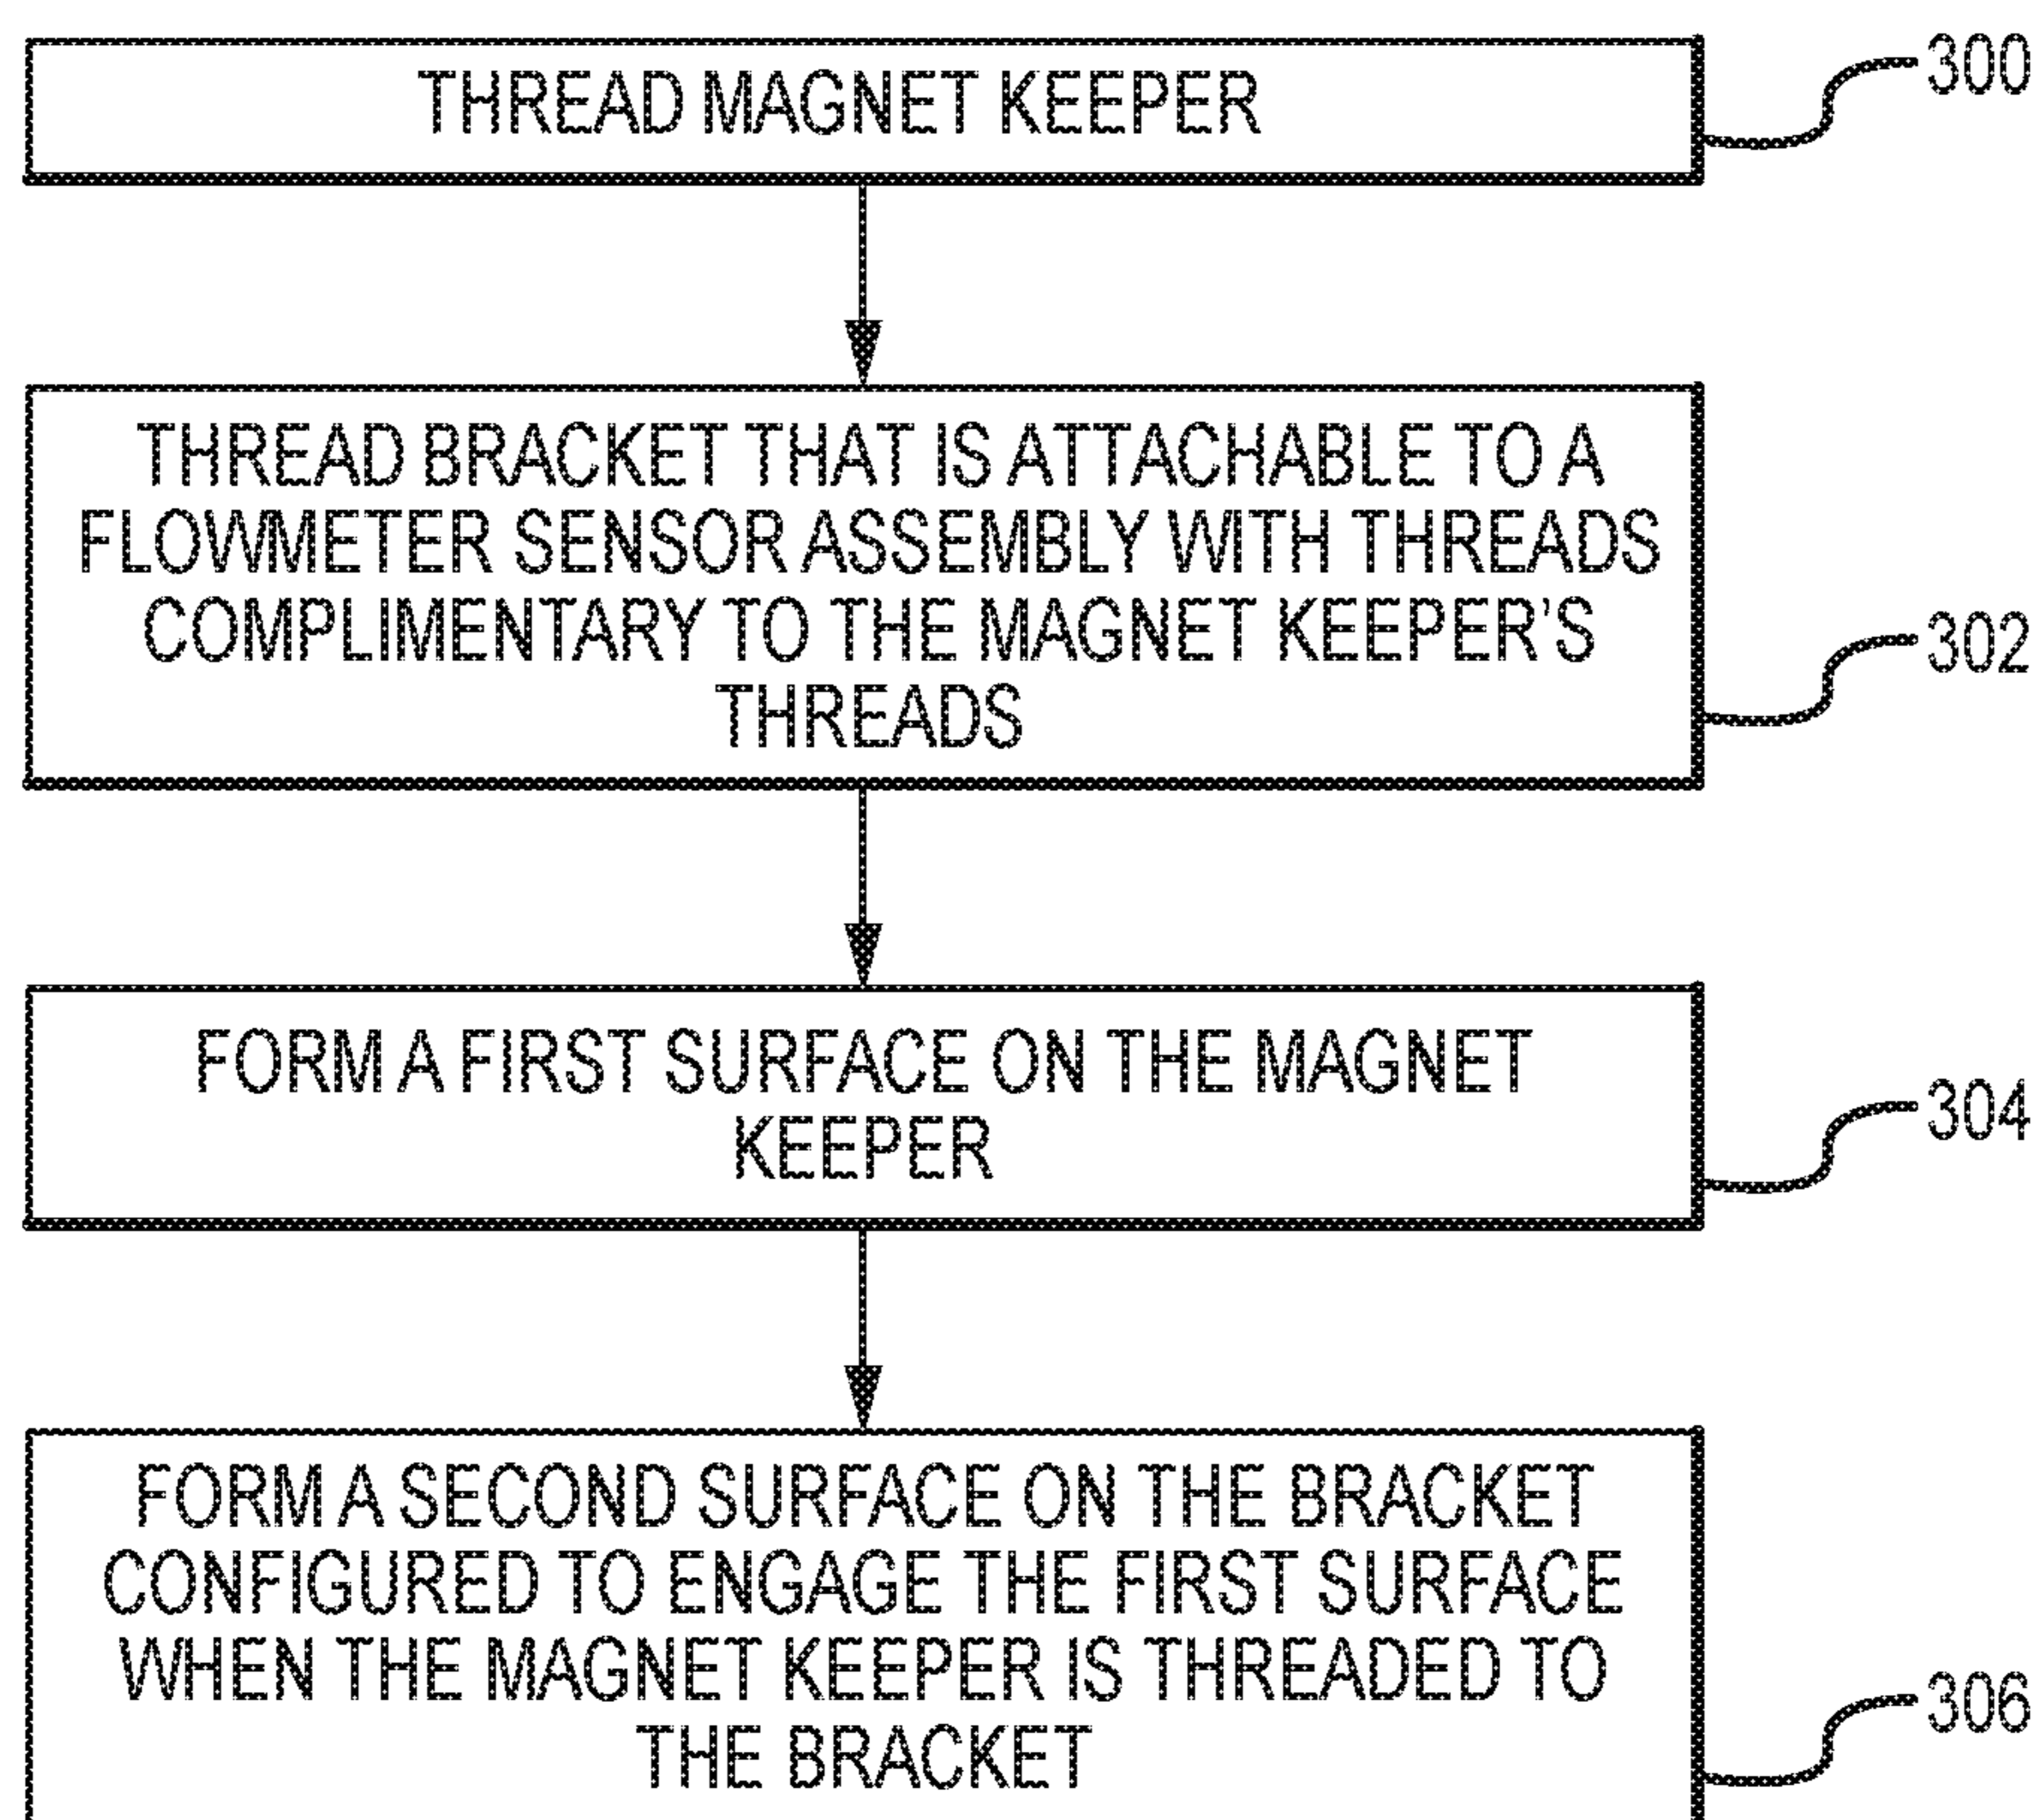 THREAD MAGNET KEEPER
300
THREAD BRACKET THAT IS ATTACHABLE TO A
FLOWMETER SENSOR ASSEMBLY WITH THREADS
COMPLIMENTARY TO THE MAGNET KEEPER'S
THREADS
302
FORM A FIRST SURFACE ON THE MAGNET
KEEPER
304
FORM A SECOND SURFACE ON THE BRACKET
CONFIGURED TO ENGAGE THE FIRST SURFACE
WHEN THE MAGNET KEEPER IS THREADED TO
THE BRACKET
306